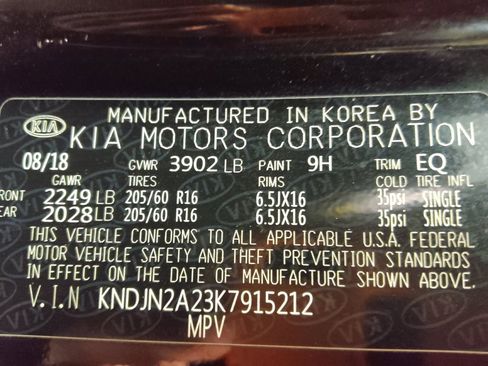 KIA MANUFACTURED IN KOREA BY
KIA MOTORS CORPORATION
08/18 GVWR 3902 LB PAINT 9H TRIM EQ
GAWR TIRES RIMS COLD TIRE INFL
FRONT 2249 LB 205/60 R16 6.5JX16 35psi SINGLE
REAR 2028 LB 205/60 R16 6.5JX16 35psi SINGLE
THIS VEHICLE CONFORMS TO ALL APPLICABLE U.S.A. FEDERAL
MOTOR VEHICLE SAFETY AND THEFT PREVENTION STANDARDS
IN EFFECT ON THE DATE OF MANUFACTURE SHOWN ABOVE.
V.I.N KNDJN2A23K7915212
MPV